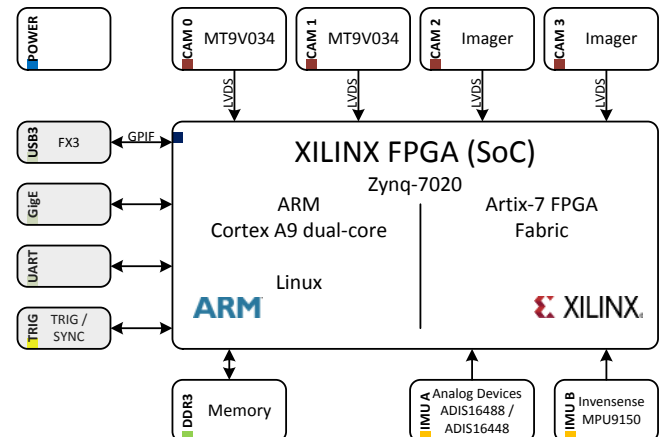 POWER
CAM 0
MT9V034
CAM 1
MT9V034
CAM 2
Imager
CAM 3
Imager
LVDS
LVDS
LVDS
LVDS
USB3
FX3
GPIF
GigE
UART
TRIG
TRIG /
SYNC
XILINX FPGA (SoC)
Zynq-7020
ARM
Cortex A9 dual-core
Linux
ARM
Artix-7 FPGA
Fabric
XILINX.
DDR3
Memory
IMU A
Analog Devices
ADIS16488 /
ADIS16448
IMU B
Invensense
MPU9150